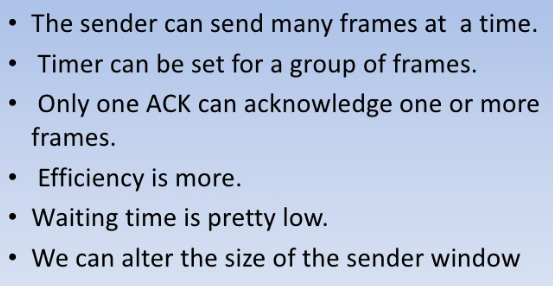 • The sender can send many frames at a time.
• Timer can be set for a group of frames.
• Only one ACK can acknowledge one or more
frames.
• Efficiency is more.
• Waiting time is pretty low.
• We can alter the size of the sender window